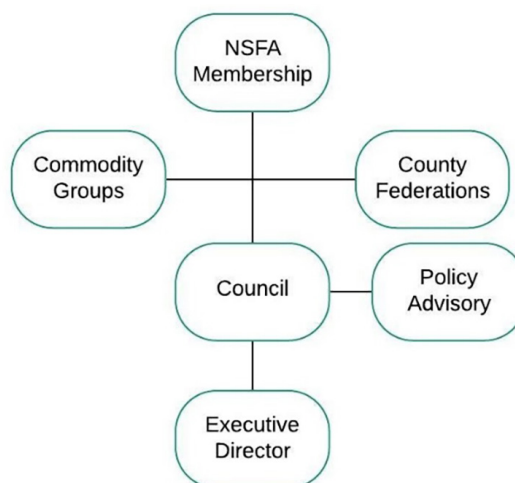 NSFA
Membership
Commodity
Groups
County
Federations
Council
Policy
Advisory
Executive
Director